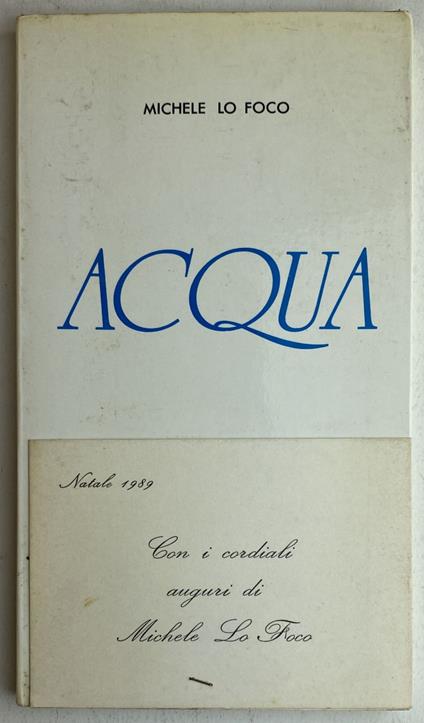 MICHELE LO FOCO
ACQUA
Natale 1989
Con i cordiali
auguri di
Michele Lo Foco